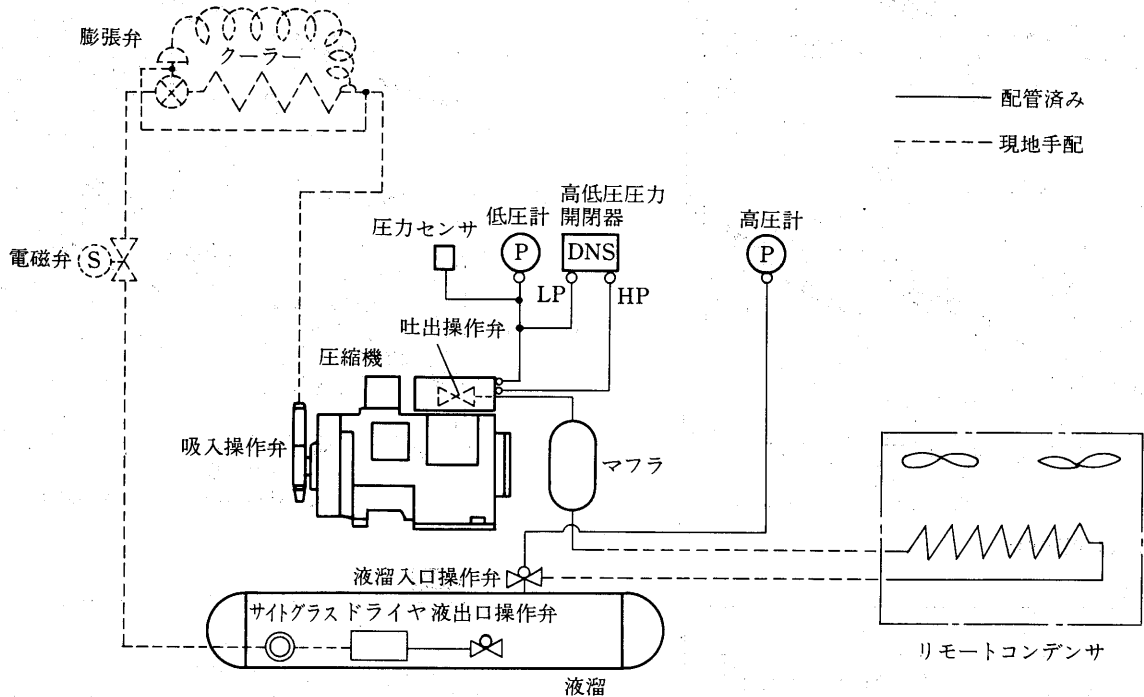 膨張弁
クーラー
配管済み
現地手配
電磁弁
S
圧力センサ
低圧計
P
高低圧圧力
開閉器
DNS
LP
HP
高圧計
P
吐出操作弁
圧縮機
吸入操作弁
マフラ
液溜入口操作弁
サイトグラス ドライヤ 液出口操作弁
液溜
リモートコンデンサ